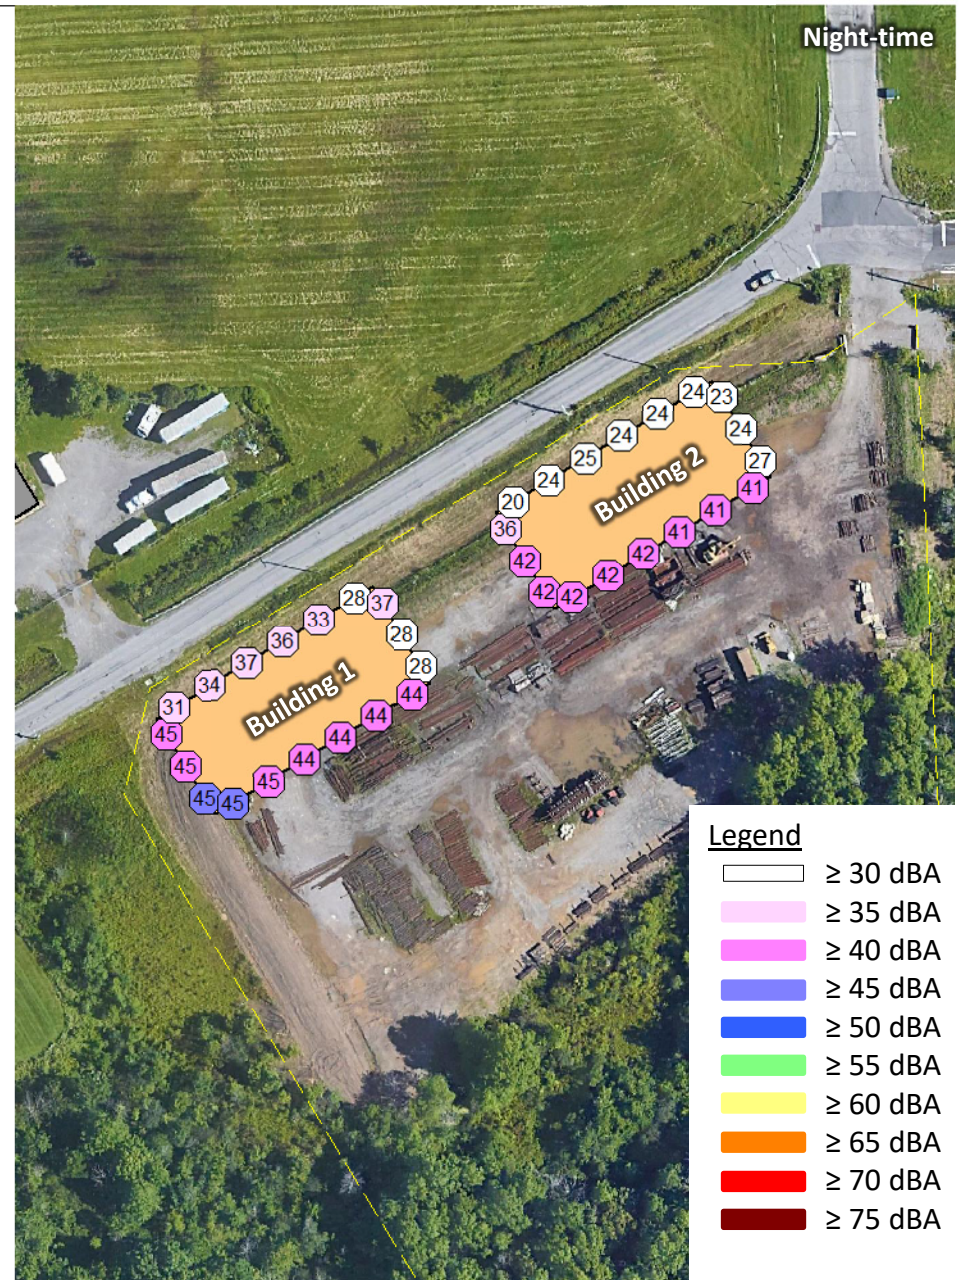 Night-time
24 23
24 24
24 25 27
24 Building 2 41
20 41
36 41
42 42
42 42 42
28 37
33 28
36 28
37 44
34 Building 1 44
31 44
45 44
45 45
45 45
Legend
≥ 30 dBA
≥ 35 dBA
≥ 40 dBA
≥ 45 dBA
≥ 50 dBA
≥ 55 dBA
≥ 60 dBA
≥ 65 dBA
≥ 70 dBA
≥ 75 dBA